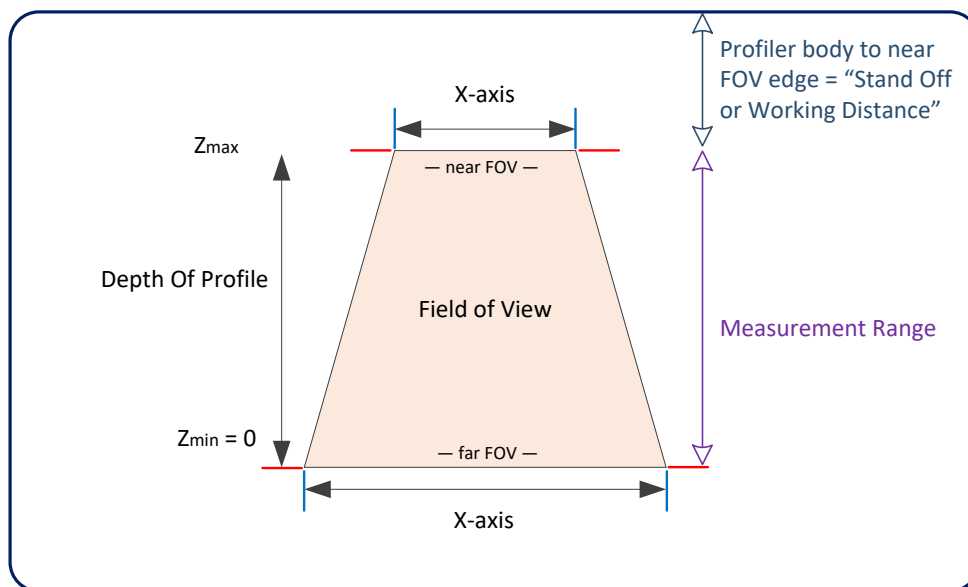 Profiler body to near
FOV edge = “Stand Off
or Working Distance”
X-axis
Zmax
— near FOV —
Depth Of Profile
Field of View
Measurement Range
Zmin = 0
— far FOV —
X-axis